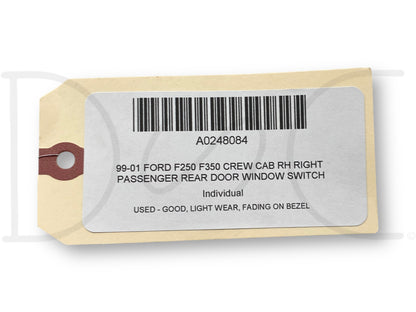 A0248084
99-01 FORD F250 F350 CREW CAB RH RIGHT
PASSENGER REAR DOOR WINDOW SWITCH
Individual
USED - GOOD, LIGHT WEAR, FADING ON BEZEL